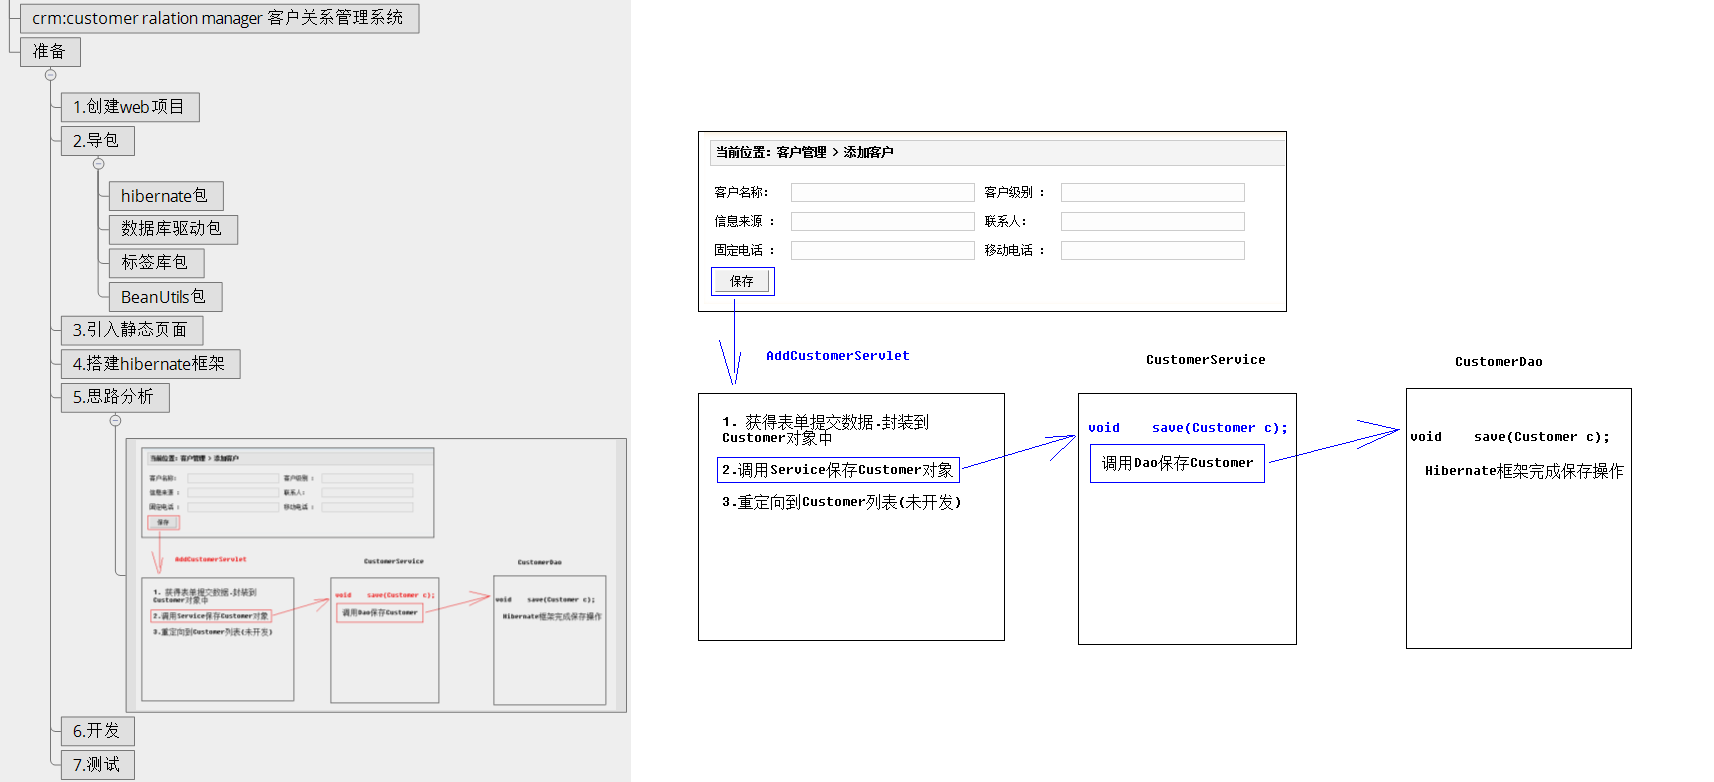 crm:customer ralation manager 客户关系管理系统
准备
1.创建web项目
2.导包
hibernate包
数据库驱动包
标签库包
BeanUtils包
3.引入静态页面
4.搭建hibernate框架
5.思路分析
当前位置：客户管理 > 添加客户
客户名称：
客户级别 ：
信息来源 ：
联系人：
固定电话 ：
移动电话 ：
保存
AddCustomerServlet
CustomerService
CustomerDao
1. 获得表单提交数据.封装到
Customer对象中
2.调用Service保存Customer对象
3.重定向到Customer列表(未开发)
void save(Customer c);
调用Dao保存Customer
void save(Customer c);
Hibernate框架完成保存操作
6.开发
7.测试
当前位置：客户管理 > 添加客户
客户名称：
客户级别 ：
信息来源 ：
联系人：
固定电话 ：
移动电话 ：
保存
AddCustomerServlet
CustomerService
CustomerDao
1. 获得表单提交数据.封装到
Customer对象中
2.调用Service保存Customer对象
3.重定向到Customer列表(未开发)
void save(Customer c);
调用Dao保存Customer
void save(Customer c);
Hibernate框架完成保存操作